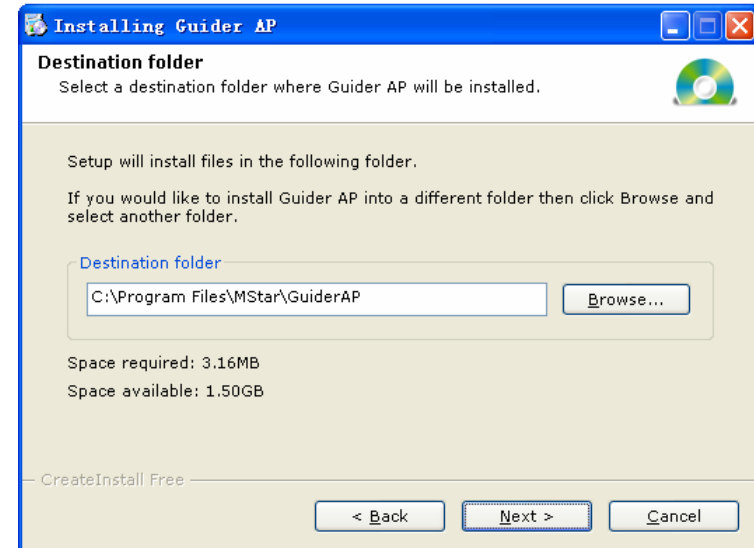 Installing Guider AP
Destination folder
Select a destination folder where Guider AP will be installed.
Setup will install files in the following folder.
If you would like to install Guider AP into a different folder then click Browse and
select another folder.
Destination folder
C:\Program Files\MStar\GuiderAP
Browse...
Space required: 3.16MB
Space available: 1.50GB
CreateInstall Free
< Back
Next >
Cancel